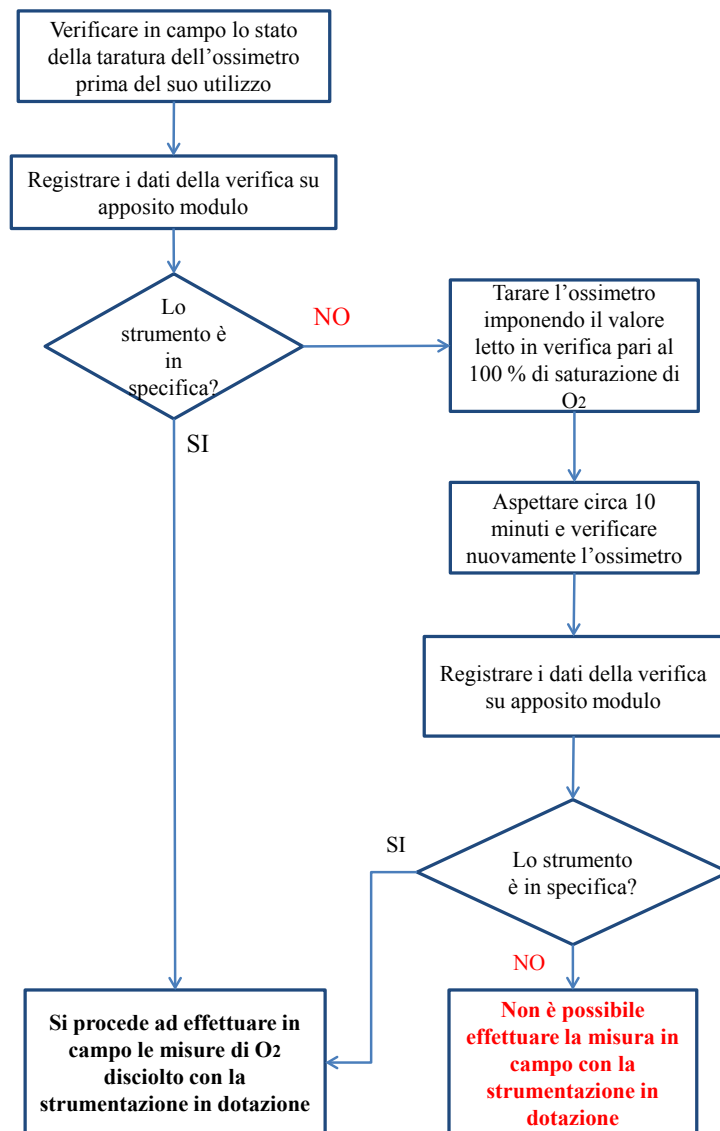 Verificare in campo lo stato
della taratura dell’ossimetro
prima del suo utilizzo
Registrare i dati della verifica su
apposito modulo
Lo
strumento è
in
specifica?
NO
SI
Tarare l’ossimetro
imponendo il valore
letto in verifica pari al
100 % di saturazione di
O2
Aspettare circa 10
minuti e verificare
nuovamente l’ossimetro
Registrare i dati della verifica
su apposito modulo
Lo strumento
è in specifica?
SI
NO
Si procede ad effettuare in
campo le misure di O2
disciolto con la
strumentazione in dotazione
Non è possibile
effettuare la misura in
campo con la
strumentazione in
dotazione